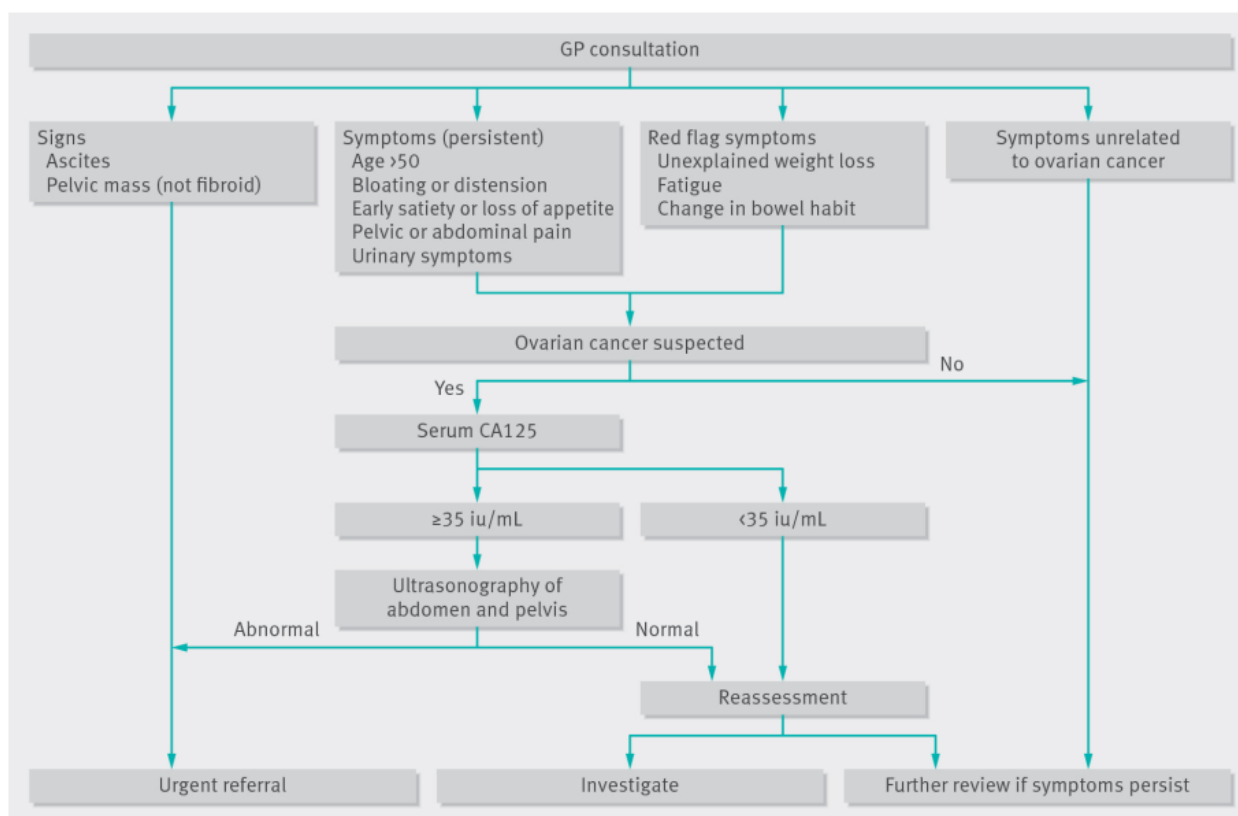 GP consultation
Signs
Ascites
Pelvic mass (not fibroid)
Symptoms (persistent)
Age >50
Bloating or distension
Early satiety or loss of appetite
Pelvic or abdominal pain
Urinary symptoms
Red flag symptoms
Unexplained weight loss
Fatigue
Change in bowel habit
Symptoms unrelated
to ovarian cancer
Ovarian cancer suspected
Yes
No
Serum CA125
≥35 iu/mL
<35 iu/mL
Ultrasonography of
abdomen and pelvis
Abnormal
Normal
Reassessment
Urgent referral
Investigate
Further review if symptoms persist